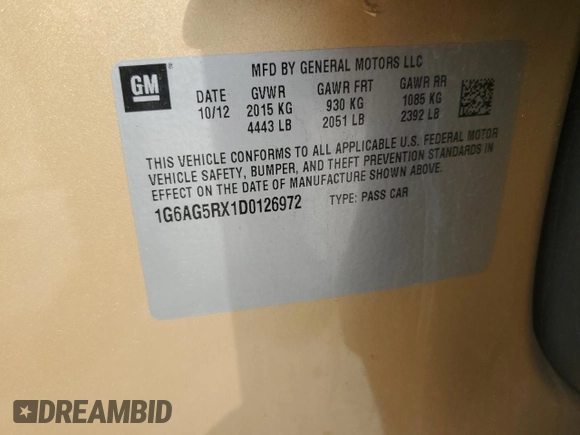 GM ®
MFD BY GENERAL MOTORS LLC
DATE GVWR GAWR FRT GAWR RR
10/12 2015 KG 930 KG 1085 KG
4443 LB 2051 LB 2392 LB
THIS VEHICLE CONFORMS TO ALL APPLICABLE U.S. FEDERAL MOTOR
VEHICLE SAFETY, BUMPER, AND THEFT PREVENTION STANDARDS IN
EFFECT ON THE DATE OF MANUFACTURE SHOWN ABOVE.
1G6AG5RX1D0126972 TYPE: PASS CAR
DREAMBID